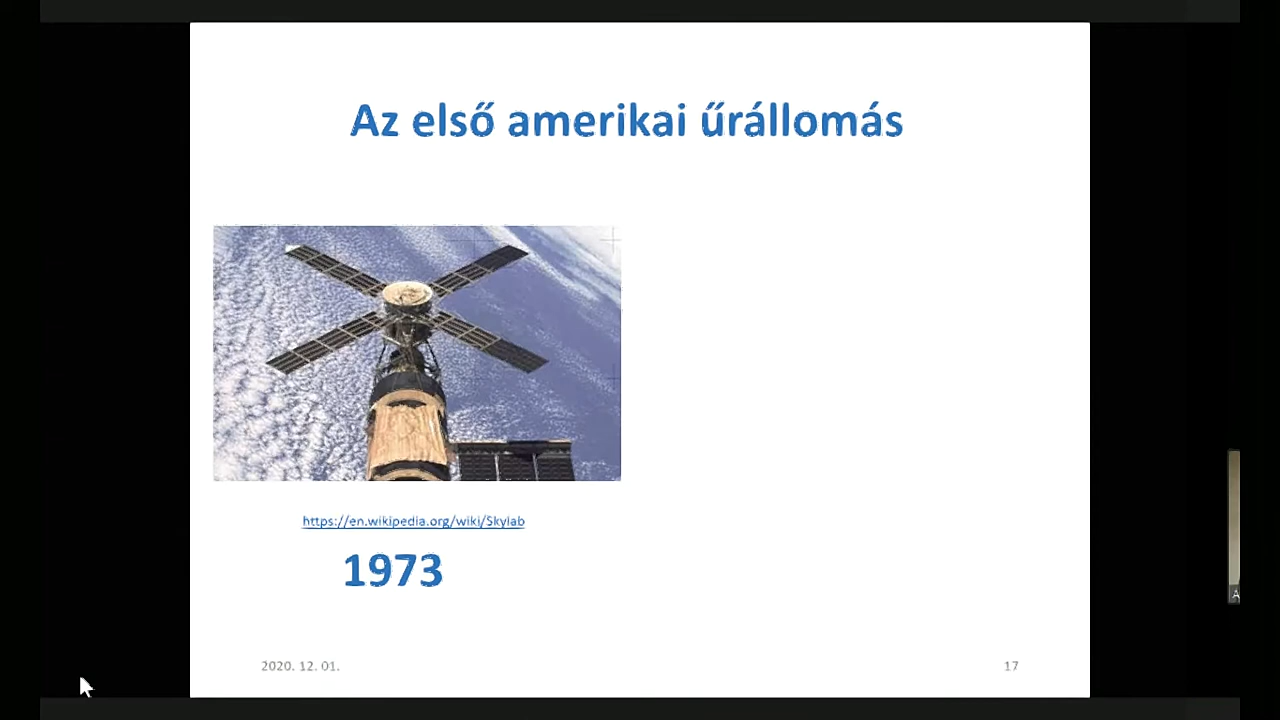 Az első amerikai űrállomás
https://en.wikipedia.org/wiki/Skylab
1973
2020. 12. 01.
17
A